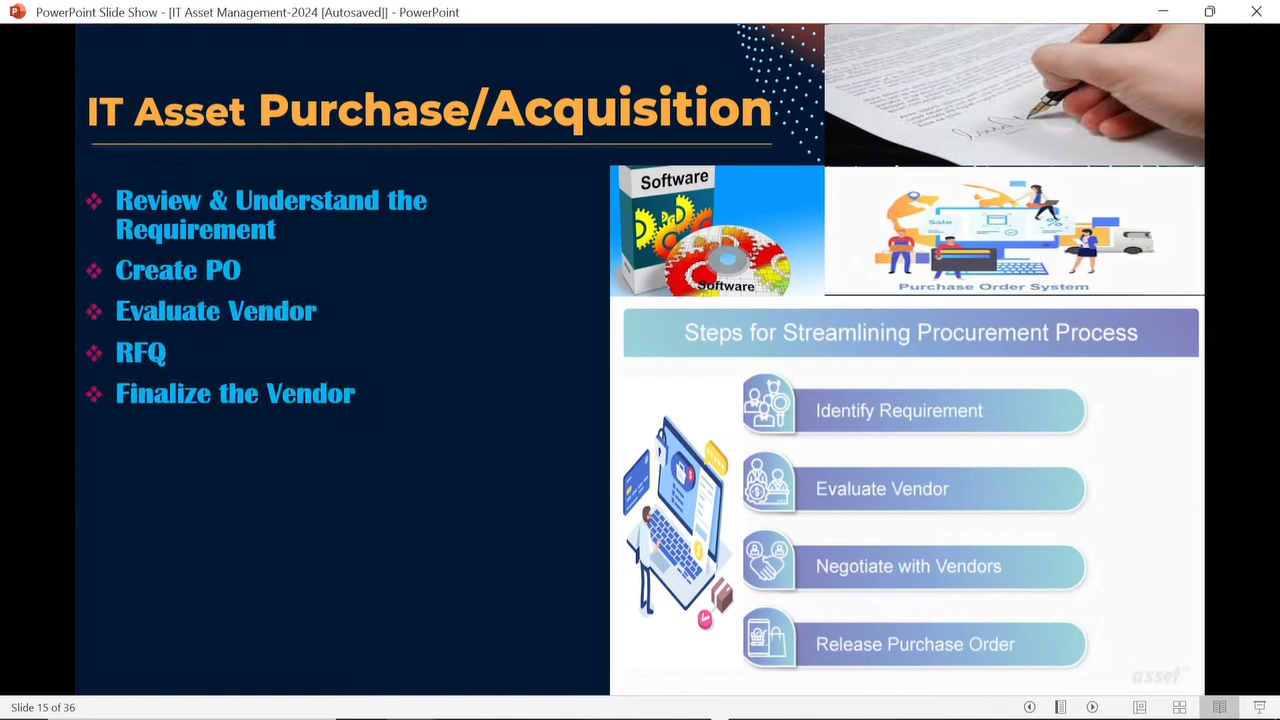 PowerPoint Slide Show - [IT Asset Management-2024 [Autosaved]] - PowerPoint
IT Asset Purchase/Acquisition
Review & Understand the
Requirement
Create PO
Evaluate Vendor
RFQ
Finalize the Vendor
Software
Software
Sale
Purchase Order System
Steps for Streamlining Procurement Process
Identify Requirement
Evaluate Vendor
Negotiate with Vendors
Release Purchase Order
asset
Slide 15 of 36